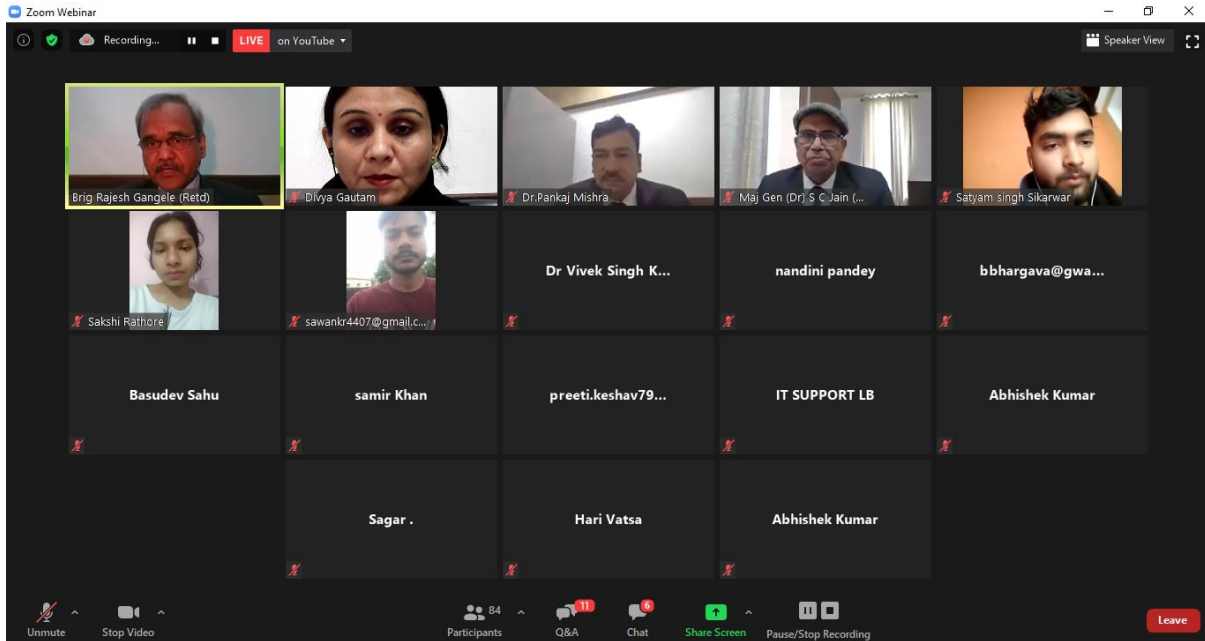 Zoom Webinar
Recording... LIVE on YouTube Speaker View
Brig Rajesh Gangele (Retd) Divya Gautam Dr.Pankaj Mishra Maj Gen (Dr) S C Jain (... Satyam singh Sikarwar
Sakshi Rathore sawankr4407@gmail.c... Dr Vivek Singh K... nandini pandey bbhargava@gwa...
Basudev Sahu samir Khan preeti.keshav79... IT SUPPORT LB Abhishek Kumar
Sagar . Hari Vatsa Abhishek Kumar
84 11 6
Unmute Stop Video Participants Q&A Chat Share Screen Pause/Stop Recording Leave